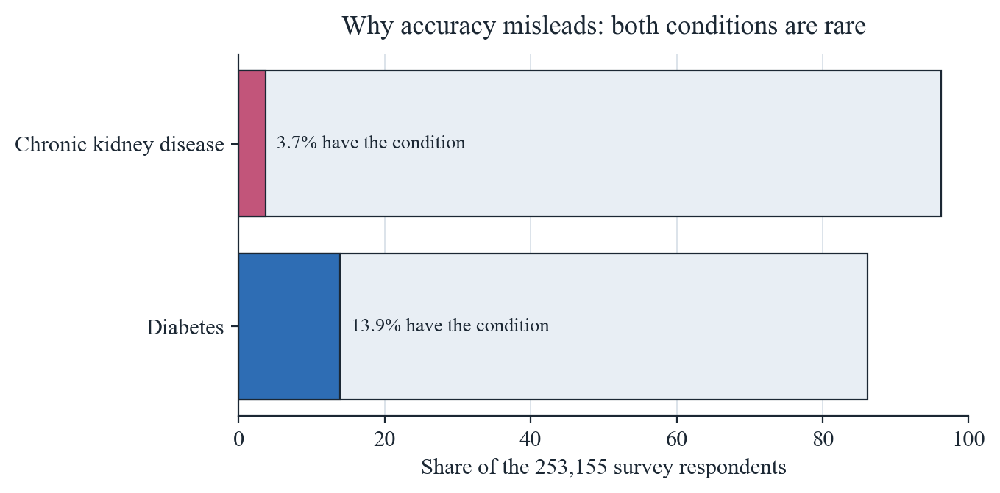 Why accuracy misleads: both conditions are rare
Chronic kidney disease
3.7% have the condition
Diabetes
13.9% have the condition
0 20 40 60 80 100
Share of the 253,155 survey respondents